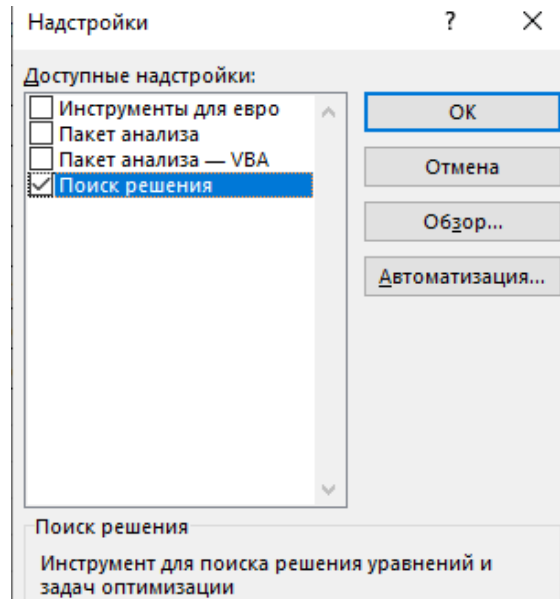 Надстройки
?
Доступные надстройки:
Инструменты для евро
Пакет анализа
Пакет анализа — VBA
Поиск решения
ОК
Отмена
Обзор...
Автоматизация...
Поиск решения
Инструмент для поиска решения уравнений и
задач оптимизации